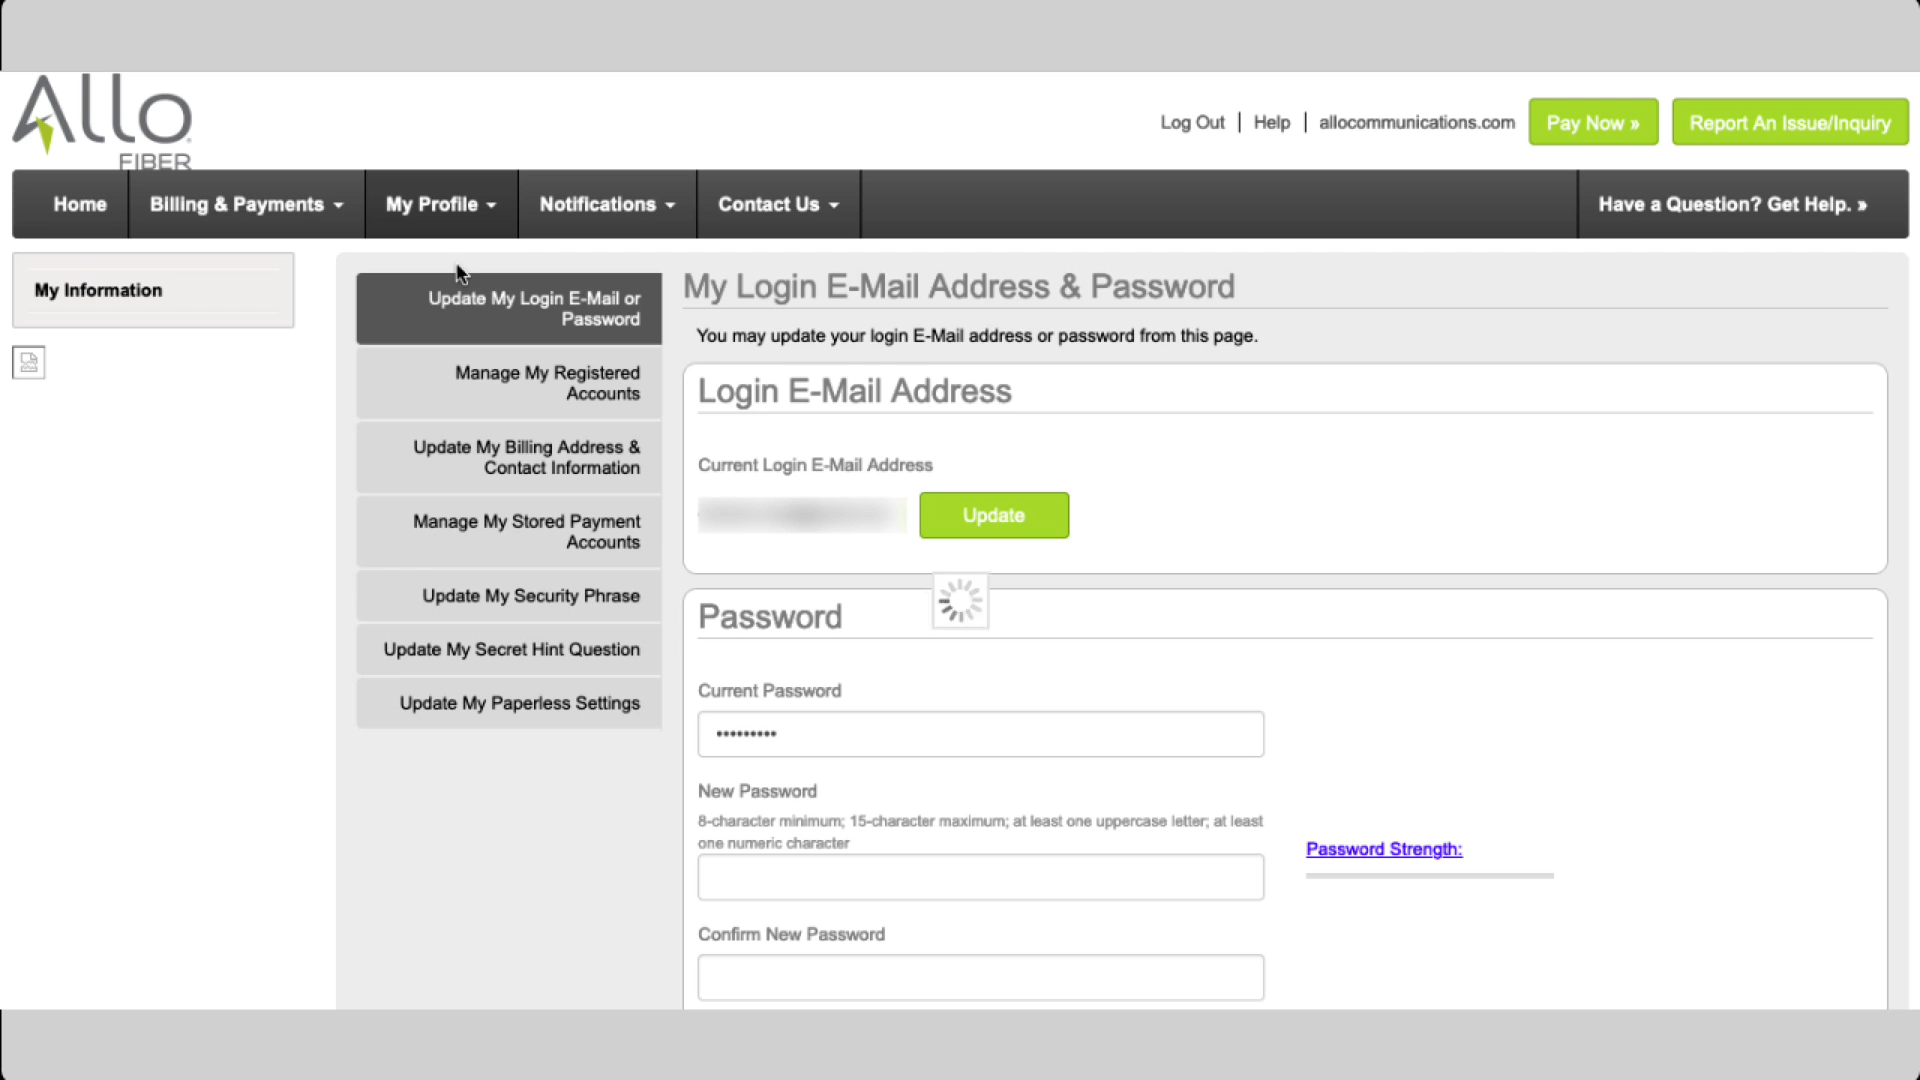 Allo
FIBER
Log Out | Help | allocommunications.com
Pay Now »
Report An Issue/Inquiry
Home
Billing & Payments
My Profile
Notifications
Contact Us
Have a Question? Get Help. »
My Information
Update My Login E-Mail or
Password
Manage My Registered
Accounts
Update My Billing Address &
Contact Information
Manage My Stored Payment
Accounts
Update My Security Phrase
Update My Secret Hint Question
Update My Paperless Settings
My Login E-Mail Address & Password
You may update your login E-Mail address or password from this page.
Login E-Mail Address
Current Login E-Mail Address
Update
Password
Current Password
•••••••••
New Password
8-character minimum; 15-character maximum; at least one uppercase letter; at least
one numeric character
Password Strength:
Confirm New Password